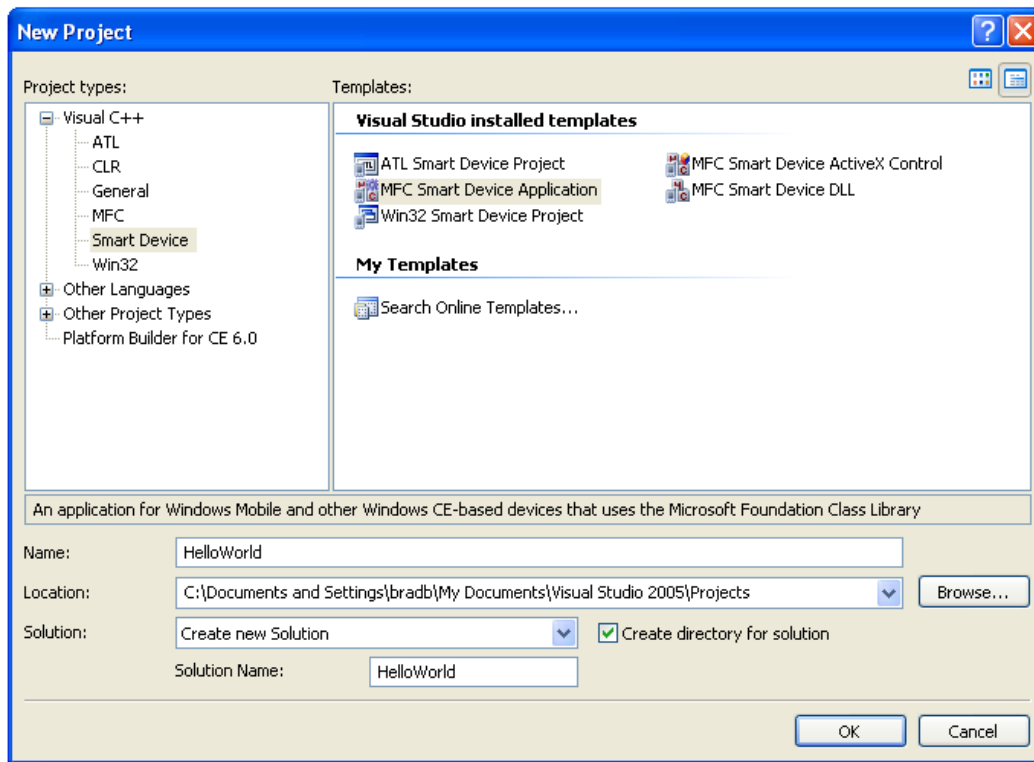 New Project
Project types:
Templates:
Visual C++
ATL
CLR
General
MFC
Smart Device
Win32
Other Languages
Other Project Types
Platform Builder for CE 6.0
Visual Studio installed templates
ATL Smart Device Project
MFC Smart Device ActiveX Control
MFC Smart Device Application
MFC Smart Device DLL
Win32 Smart Device Project
My Templates
Search Online Templates...
An application for Windows Mobile and other Windows CE-based devices that uses the Microsoft Foundation Class Library
Name: HelloWorld
Location: C:\Documents and Settings\bradb\My Documents\Visual Studio 2005\Projects Browse...
Solution: Create new Solution Create directory for solution
Solution Name: HelloWorld
OK Cancel